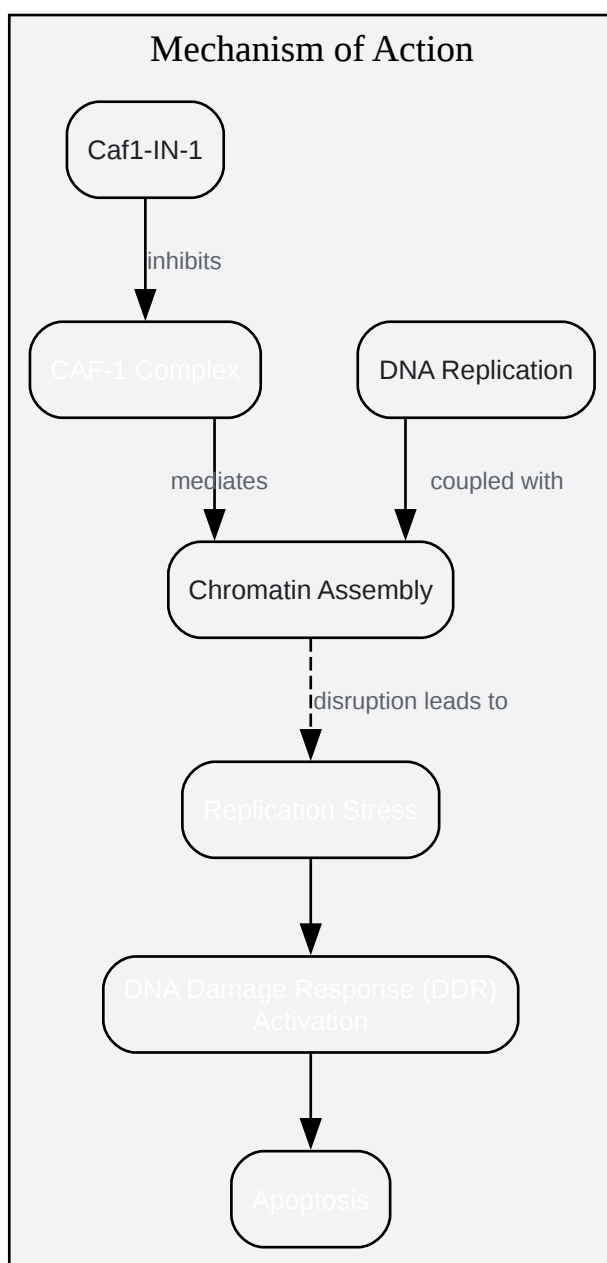 Mechanism of Action
Caf1-IN-1
inhibits
CAF-1 Complex
DNA Replication
mediates
coupled with
Chromatin Assembly
disruption leads to
Replication Stress
DNA Damage Response (DDR)
Activation
Apoptosis